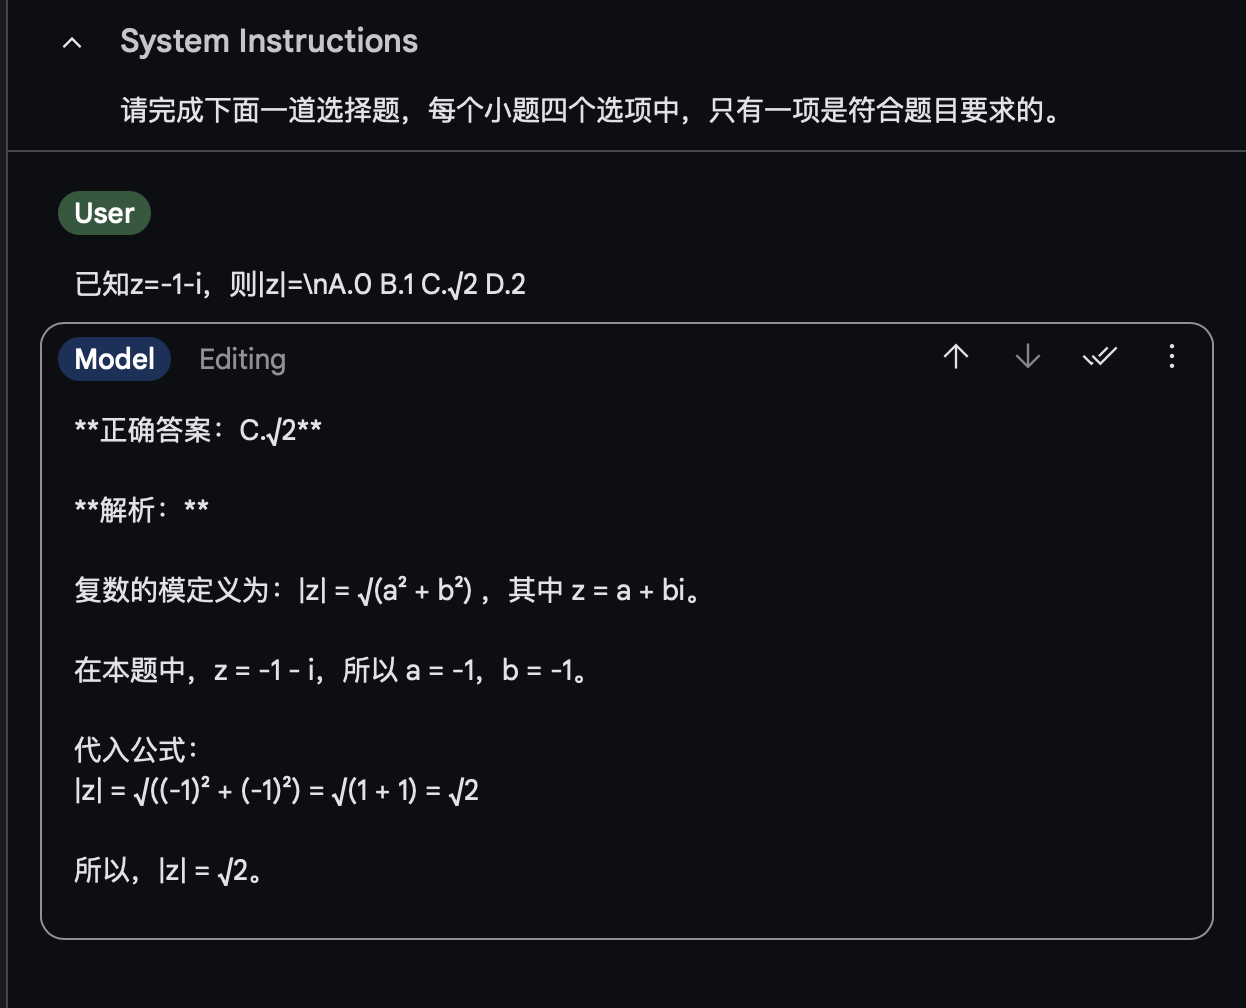 System Instructions
请完成下面一道选择题，每个小题四个选项中，只有一项是符合题目要求的。
User
已知z=-1-i，则|z|=\nA.0 B.1 C.√2 D.2
Model Editing
**正确答案：C.√2**
**解析：**
复数的模定义为：|z| = √(a² + b²) ，其中 z = a + bi。
在本题中，z = -1 - i，所以 a = -1，b = -1。
代入公式：
|z| = √((-1)² + (-1)²) = √(1 + 1) = √2
所以，|z| = √2。